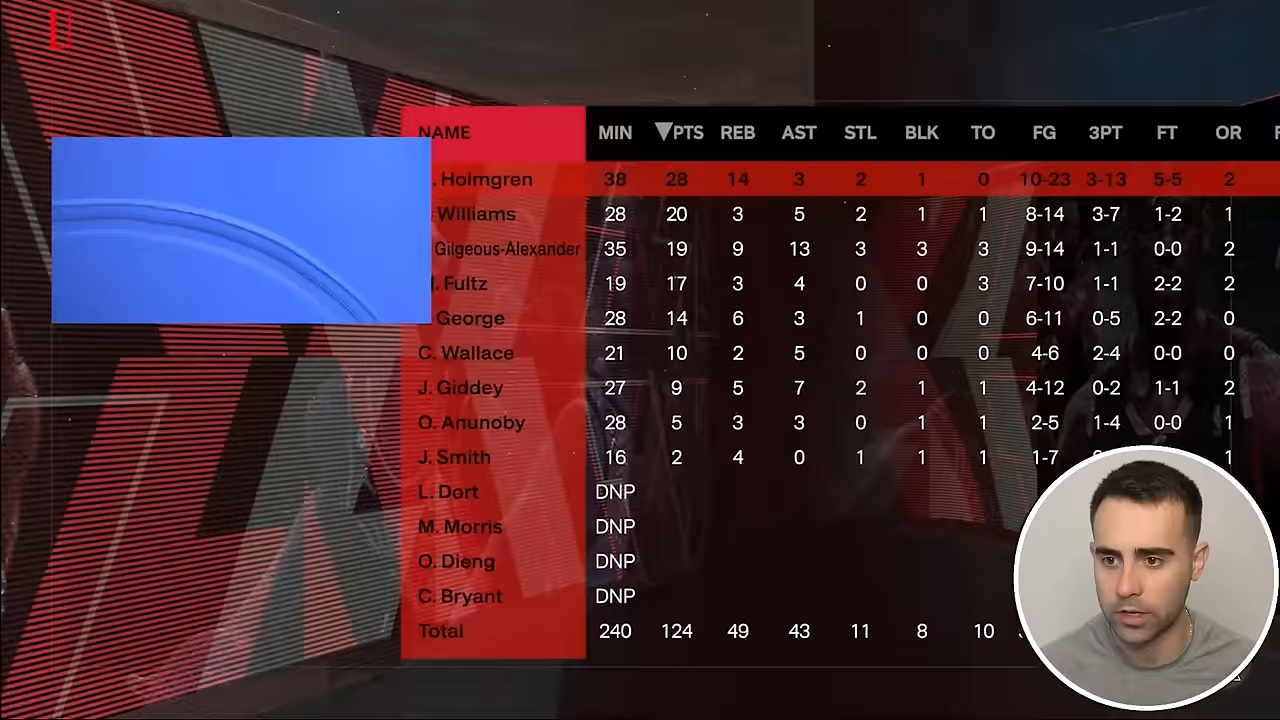 NAME MIN ▼PTS REB AST STL BLK TO FG 3PT FT OR
. Holmgren 38 28 14 3 2 1 0 10-23 3-13 5-5 2
Williams 28 20 3 5 2 1 1 8-14 3-7 1-2 1
Gilgeous-Alexander 35 19 9 13 3 3 3 9-14 1-1 0-0 2
. Fultz 19 17 3 4 0 0 3 7-10 1-1 2-2 2
George 28 14 6 3 1 0 0 6-11 0-5 2-2 0
C. Wallace 21 10 2 5 0 0 0 4-6 2-4 0-0 0
J. Giddey 27 9 5 7 2 1 1 4-12 0-2 1-1 2
O. Anunoby 28 5 3 3 0 1 1 2-5 1-4 0-0 1
J. Smith 16 2 4 0 1 1 1 1-7 1
L. Dort DNP
M. Morris DNP
O. Dieng DNP
C. Bryant DNP
Total 240 124 49 43 11 8 10